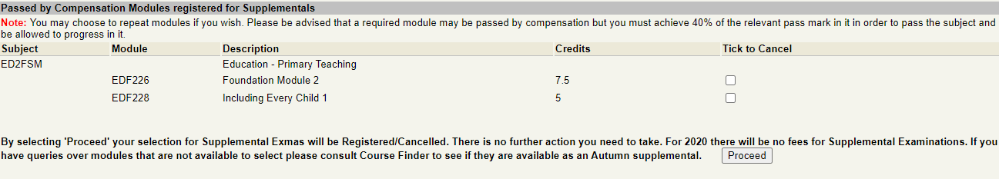 Passed by Compensation Modules registered for Supplementals
Note: You may choose to repeat modules if you wish. Please be advised that a required module may be passed by compensation but you must achieve 40% of the relevant pass mark in it in order to pass the subject and
be allowed to progress in it.
Subject Module Description Credits Tick to Cancel
ED2FSM Education - Primary Teaching
EDF226 Foundation Module 2 7.5
EDF228 Including Every Child 1 5
By selecting 'Proceed' your selection for Supplemental Exmas will be Registered/Cancelled. There is no further action you need to take. For 2020 there will be no fees for Supplemental Examinations. If you
have queries over modules that are not available to select please consult Course Finder to see if they are available as an Autumn supplemental. Proceed